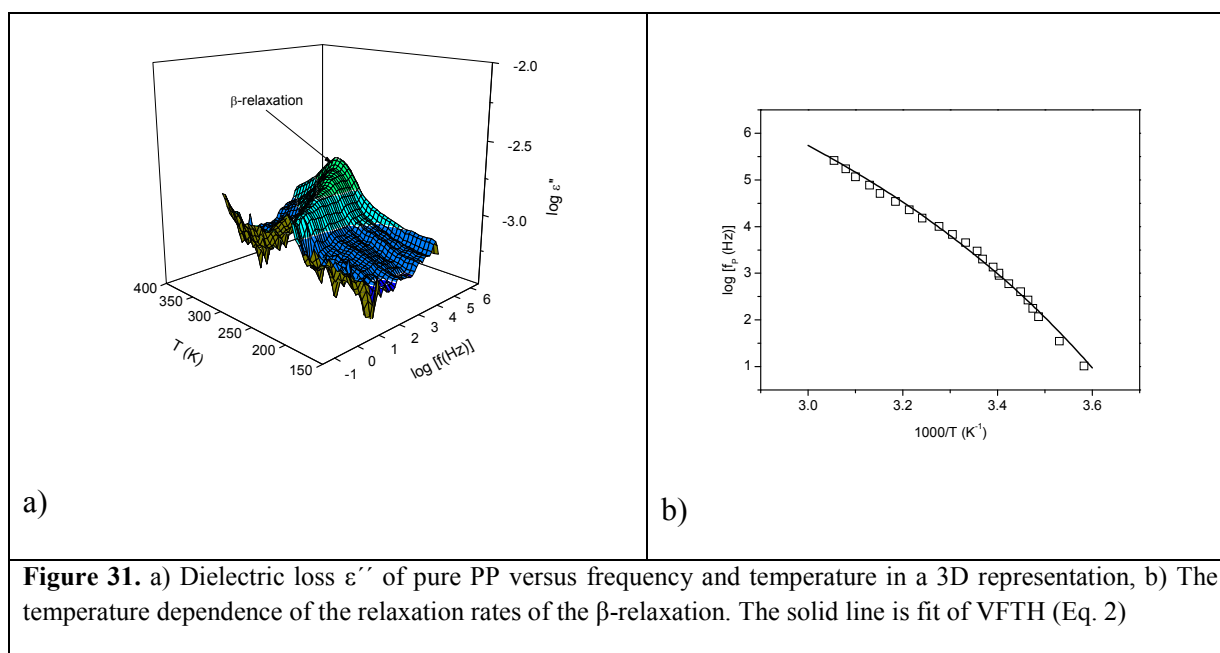 β-relaxation
-2.0
-2.5
-3.0
log ε"
400
350
300
250
200
150
T (K)
-1
0
1
2
3
4
5
6
log [f(Hz)]
a)
6
5
4
3
2
1
log [fP (Hz)]
3.0
3.2
3.4
3.6
1000/T (K-1)
b)
Figure 31. a) Dielectric loss ε´´ of pure PP versus frequency and temperature in a 3D representation, b) The
temperature dependence of the relaxation rates of the β-relaxation. The solid line is fit of VFTH (Eq. 2)